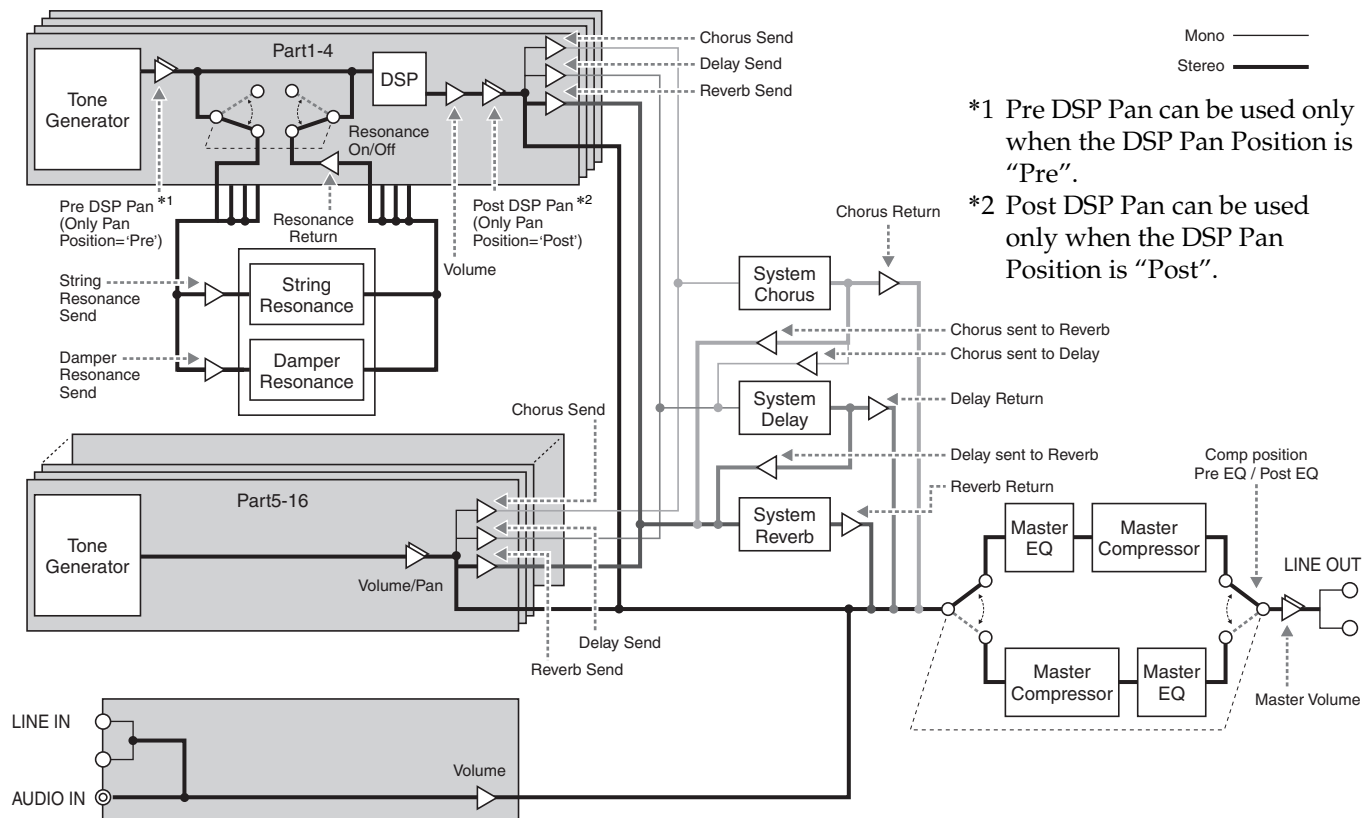 Part1-4
Tone
Generator
DSP
Resonance
On/Off
Chorus Send
Delay Send
Reverb Send
Mono
Stereo
*1 Pre DSP Pan can be used only
when the DSP Pan Position is
“Pre”.
*2 Post DSP Pan can be used
only when the DSP Pan
Position is “Post”.
Pre DSP Pan *1
(Only Pan
Position=‘Pre’)
Resonance
Return
Volume
Post DSP Pan *2
(Only Pan
Position=‘Post’)
Chorus Return
String
Resonance
Send
String
Resonance
Damper
Resonance
Send
Damper
Resonance
System
Chorus
Chorus sent to Reverb
Chorus sent to Delay
System
Delay
Delay Return
Delay sent to Reverb
System
Reverb
Reverb Return
Chorus Send
Part5-16
Tone
Generator
Volume/Pan
Delay Send
Reverb Send
Comp position
Pre EQ / Post EQ
Master
EQ
Master
Compressor
LINE OUT
Master
Compressor
Master
EQ
Master Volume
LINE IN
AUDIO IN
Volume